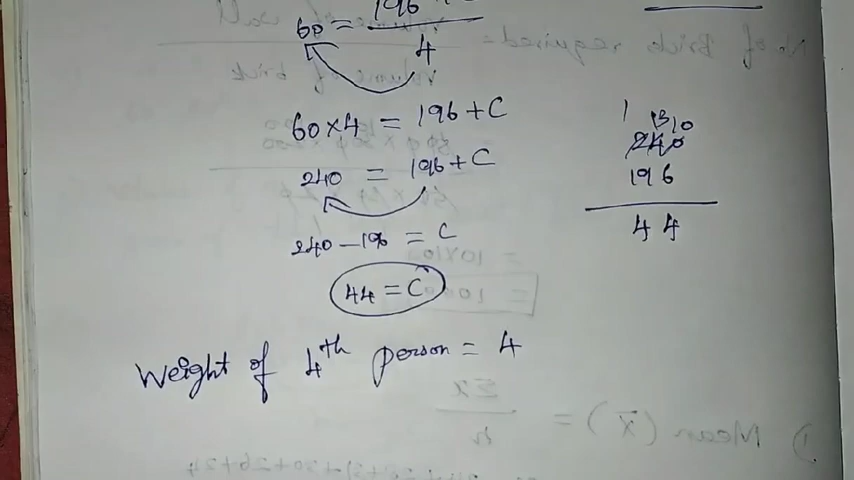 60 = 196 + C / 4
60 × 4 = 196 + C
240 = 196 + C
240 – 196 = C
44 = C
Weight of 4th person = 4
1 13 10
240
196
44